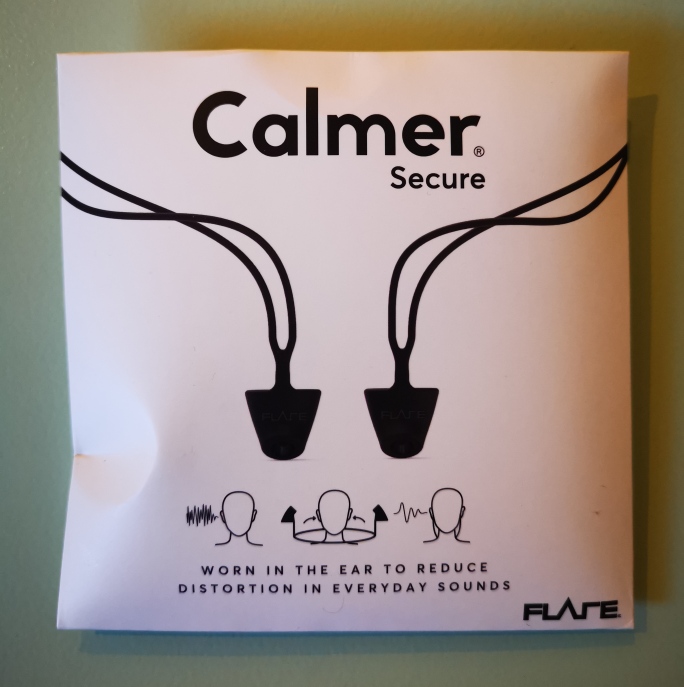 Calmer®
Secure
FLARE
FLARE
WORN IN THE EAR TO REDUCE
DISTORTION IN EVERYDAY SOUNDS
FLARE